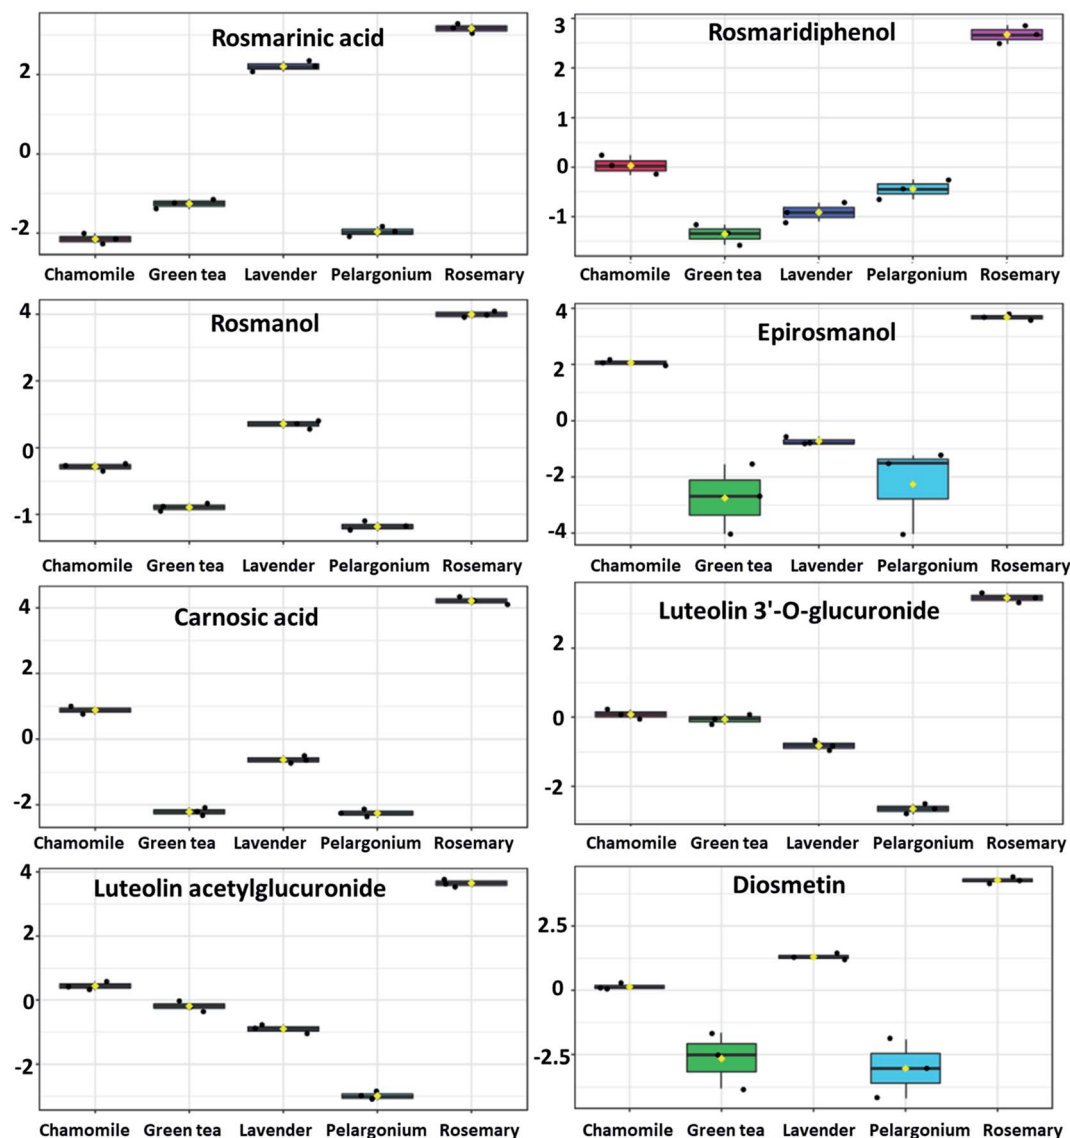 Rosmarinic acid
2
0
-2
Chamomile Green tea Lavender Pelargonium Rosemary
Rosmaridiphenol
3
2
1
0
-1
Chamomile Green tea Lavender Pelargonium Rosemary
Rosmanol
4
2
0
-1
Chamomile Green tea Lavender Pelargonium Rosemary
Epirosmanol
4
2
0
-2
-4
Chamomile Green tea Lavender Pelargonium Rosemary
Carnosic acid
4
2
0
-2
Chamomile Green tea Lavender Pelargonium Rosemary
Luteolin 3'-O-glucuronide
2
0
-2
Chamomile Green tea Lavender Pelargonium Rosemary
Luteolin acetylglucuronide
4
2
0
-2
Chamomile Green tea Lavender Pelargonium Rosemary
Diosmetin
2.5
0
-2.5
Chamomile Green tea Lavender Pelargonium Rosemary